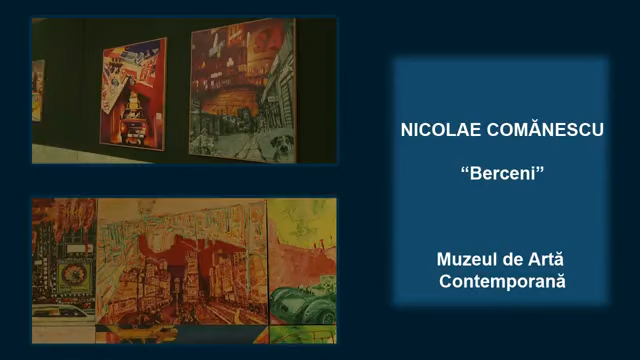 NICOLAE COMĂNESCU
“Berceni”
Muzeul de Artă
Contemporană